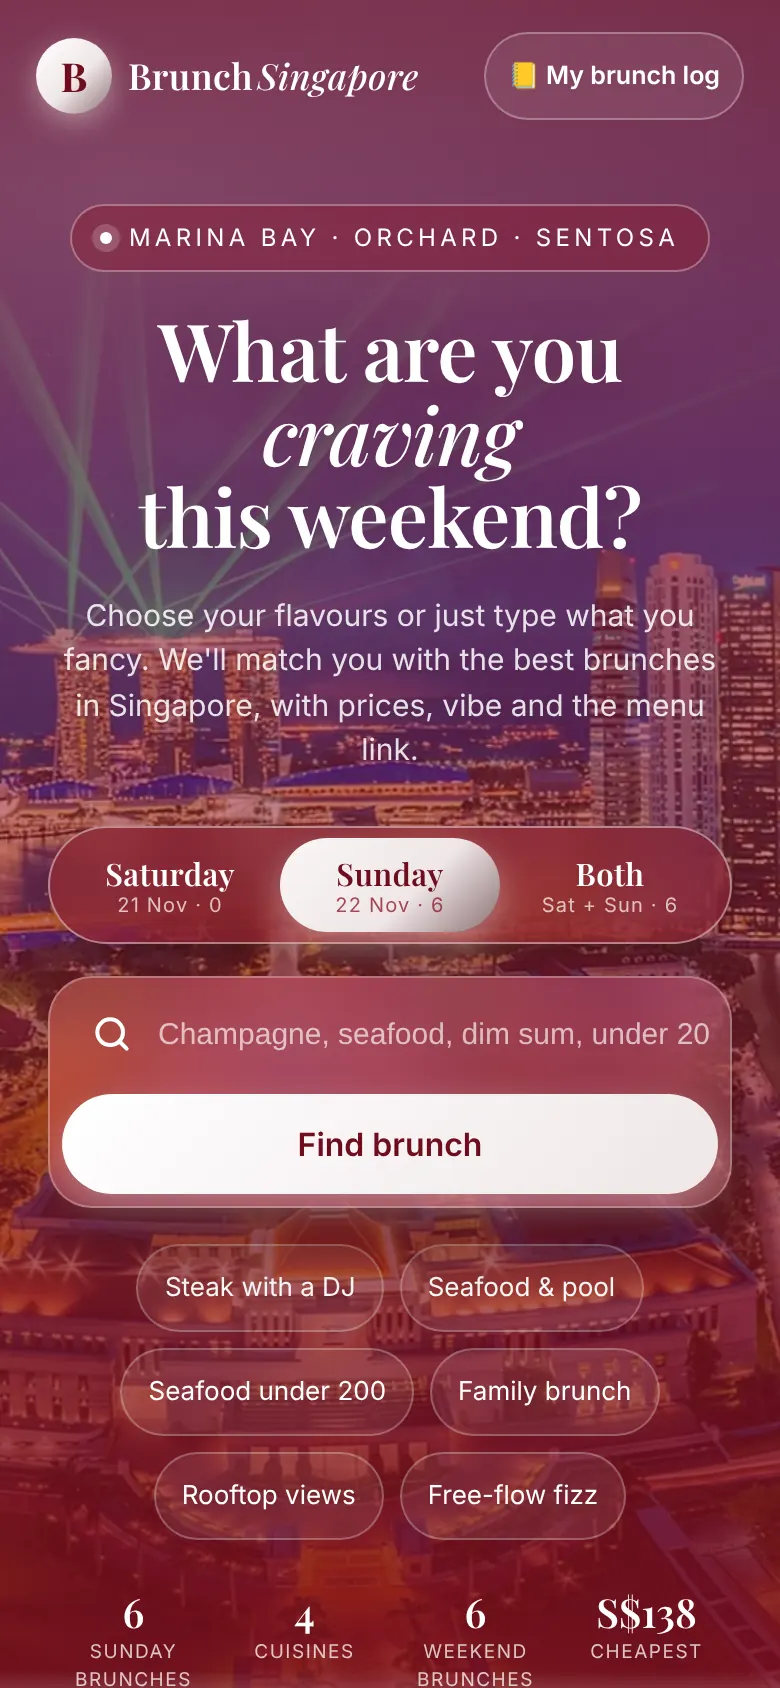 B Brunch Singapore
📒 My brunch log
MARINA BAY · ORCHARD · SENTOSA
What are you
craving
this weekend?
Choose your flavours or just type what you
fancy. We'll match you with the best brunches
in Singapore, with prices, vibe and the menu
link.
Saturday
21 Nov · 0
Sunday
22 Nov · 6
Both
Sat + Sun · 6
Champagne, seafood, dim sum, under 20
Find brunch
Steak with a DJ
Seafood & pool
Seafood under 200
Family brunch
Rooftop views
Free-flow fizz
6
SUNDAY
BRUNCHES
4
CUISINES
6
WEEKEND
BRUNCHES
S$138
CHEAPEST